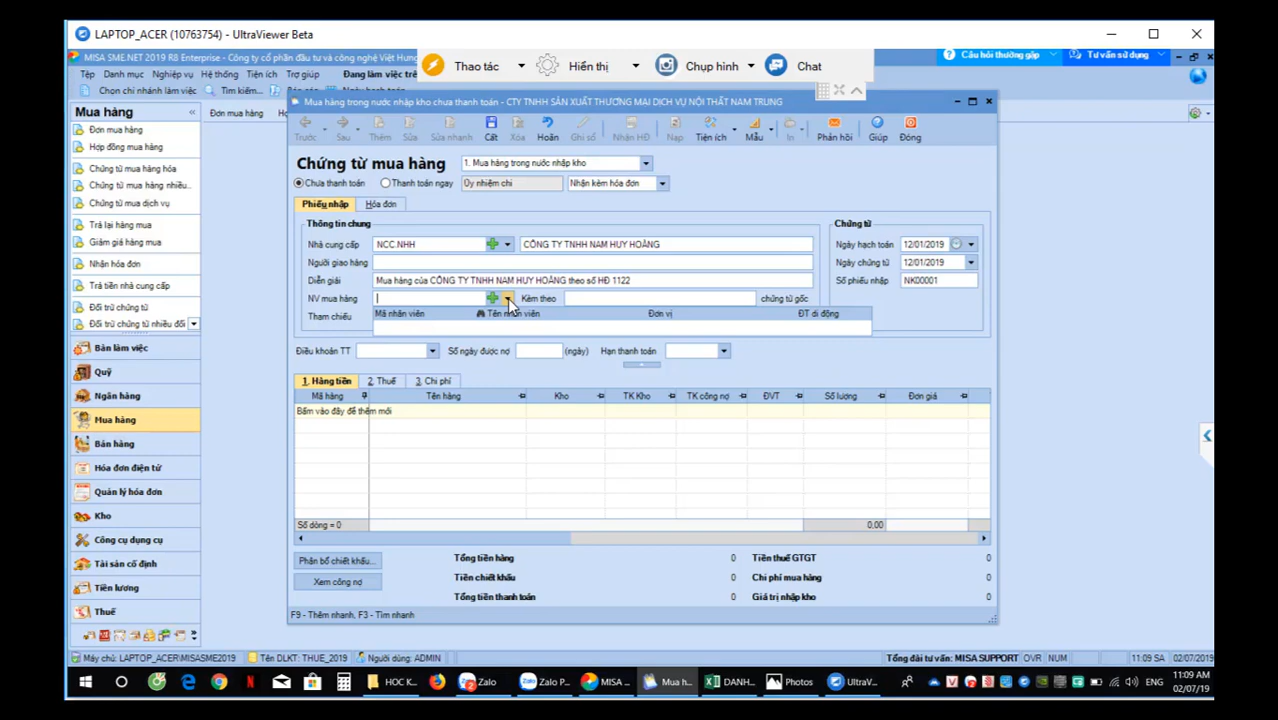 LAPTOP_ACER (10763754) - UltraViewer Beta
MISA SME.NET 2019 R8 Enterprise - Công ty cổ phần đầu tư và công nghệ Việt Hưng
Thao tác
Hiển thị
Chụp hình
Chat
Câu hỏi thường gặp
Tư vấn sử dụng
Tệp Danh mục Nghiệp vụ Hệ thống Tiện ích Trợ giúp Đang làm việc trê
Chọn chi nhánh làm việc Tìm kiếm...
Mua hàng
Đơn mua hàng
Đơn mua hàng
Hợp đồng mua hàng
Chứng từ mua hàng hóa
Chứng từ mua hàng nhiều...
Chứng từ mua dịch vụ
Trả lại hàng mua
Giảm giá hàng mua
Nhận hóa đơn
Trả tiền nhà cung cấp
Đối trừ chứng từ
Đối trừ chứng từ nhiều đối
Bàn làm việc
Quỹ
Ngân hàng
Mua hàng
Bán hàng
Hóa đơn điện tử
Quản lý hóa đơn
Kho
Công cụ dụng cụ
Tài sản cố định
Tiền lương
Thuế
Mua hàng trong nước nhập kho chưa thanh toán - CTY TNHH SẢN XUẤT THƯƠNG MẠI DỊCH VỤ NỘI THẤT NAM TRUNG
Trước Sau Thêm Sửa Sửa nhanh Cất Xóa Hoãn Ghi sổ Nhận HĐ Nạp Tiện ích Mẫu In Phản hồi Giúp Đóng
Chứng từ mua hàng 1. Mua hàng trong nước nhập kho
Chưa thanh toán Thanh toán ngay Ủy nhiệm chi Nhận kèm hóa đơn
Phiếu nhập Hóa đơn
Thông tin chung Chứng từ
Nhà cung cấp NCC.NHH CÔNG TY TNHH NAM HUY HOÀNG Ngày hạch toán 12/01/2019
Người giao hàng Ngày chứng từ 12/01/2019
Diễn giải Mua hàng của CÔNG TY TNHH NAM HUY HOÀNG theo số HĐ 1122 Số phiếu nhập NK00001
NV mua hàng Kèm theo chứng từ gốc
Tham chiếu Mã nhân viên Tên nhân viên Đơn vị ĐT di động
Điều khoản TT Số ngày được nợ (ngày) Hạn thanh toán
1. Hàng tiền 2. Thuế 3. Chi phí
Mã hàng Tên hàng Kho TK Kho TK công nợ ĐVT Số lượng Đơn giá
Bấm vào đây để thêm mới
Số dòng = 0 0,00
Phân bổ chiết khấu... Tổng tiền hàng 0 Tiền thuế GTGT 0
Tiền chiết khấu 0 Chi phí mua hàng 0
Xem công nợ
Tổng tiền thanh toán 0 Giá trị nhập kho 0
F9 - Thêm nhanh, F3 - Tìm nhanh
Máy chủ: LAPTOP_ACER\MISASME2019 Tên DLKT: THUE_2019 Người dùng: ADMIN Tổng đài tư vấn: MISA SUPPORT OVR NUM 11:09 SA 02/07/2019
HOC K... Zalo Zalo P... MISA ... Mua h... DANH... Photos UltraV... ENG 11:09 AM
02/07/19